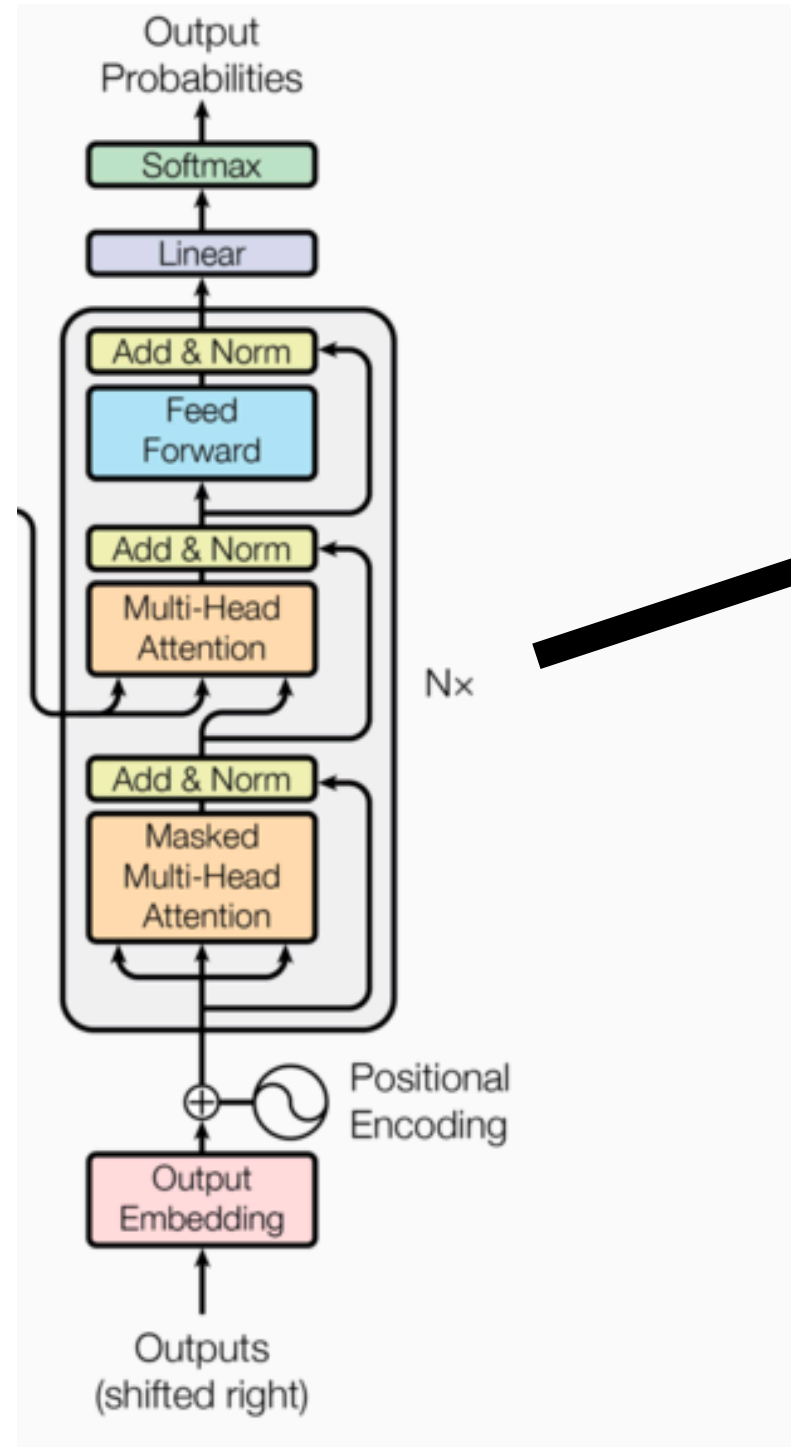 Output
Probabilities
Softmax
Linear
Add & Norm
Feed
Forward
Add & Norm
Multi-Head
Attention
N×
Add & Norm
Masked
Multi-Head
Attention
Positional
Encoding
Output
Embedding
Outputs
(shifted right)